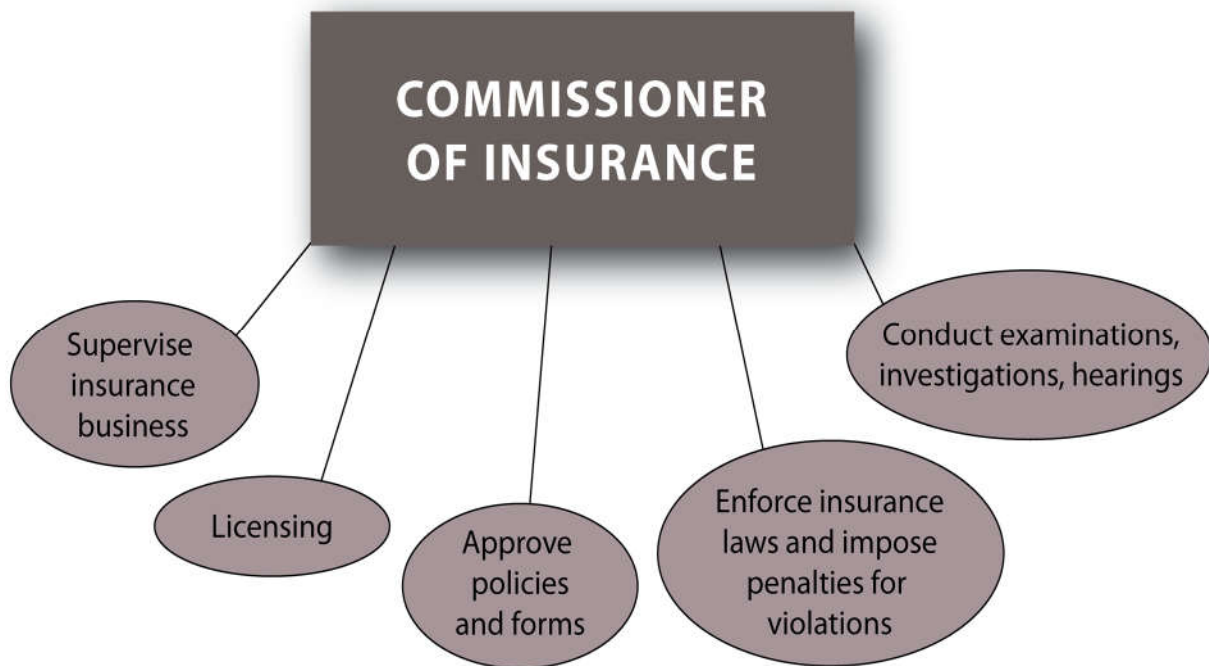 COMMISSIONER
OF INSURANCE
Supervise
insurance
business
Licensing
Approve
policies
and forms
Enforce insurance
laws and impose
penalties for
violations
Conduct examinations,
investigations, hearings